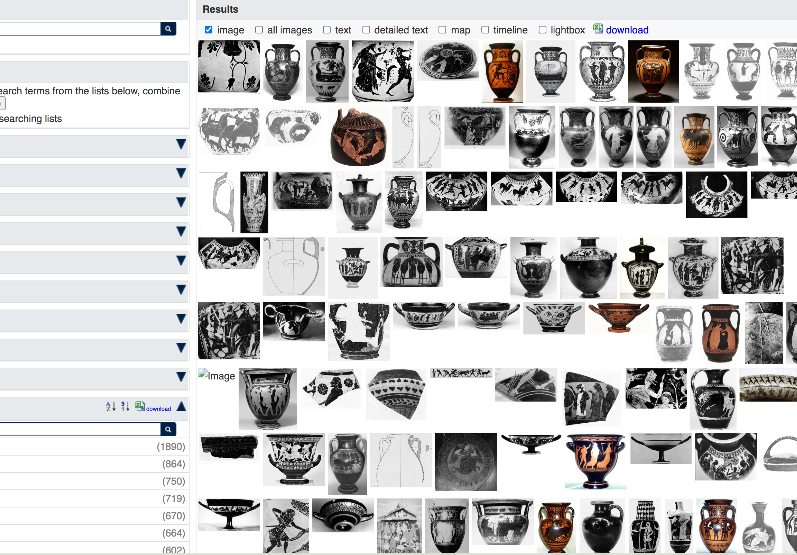 Results
image all images text detailed text map timeline lightbox download
earch terms from the lists below, combine
searching lists
Image
download
(1890)
(864)
(750)
(719)
(670)
(664)
(602)